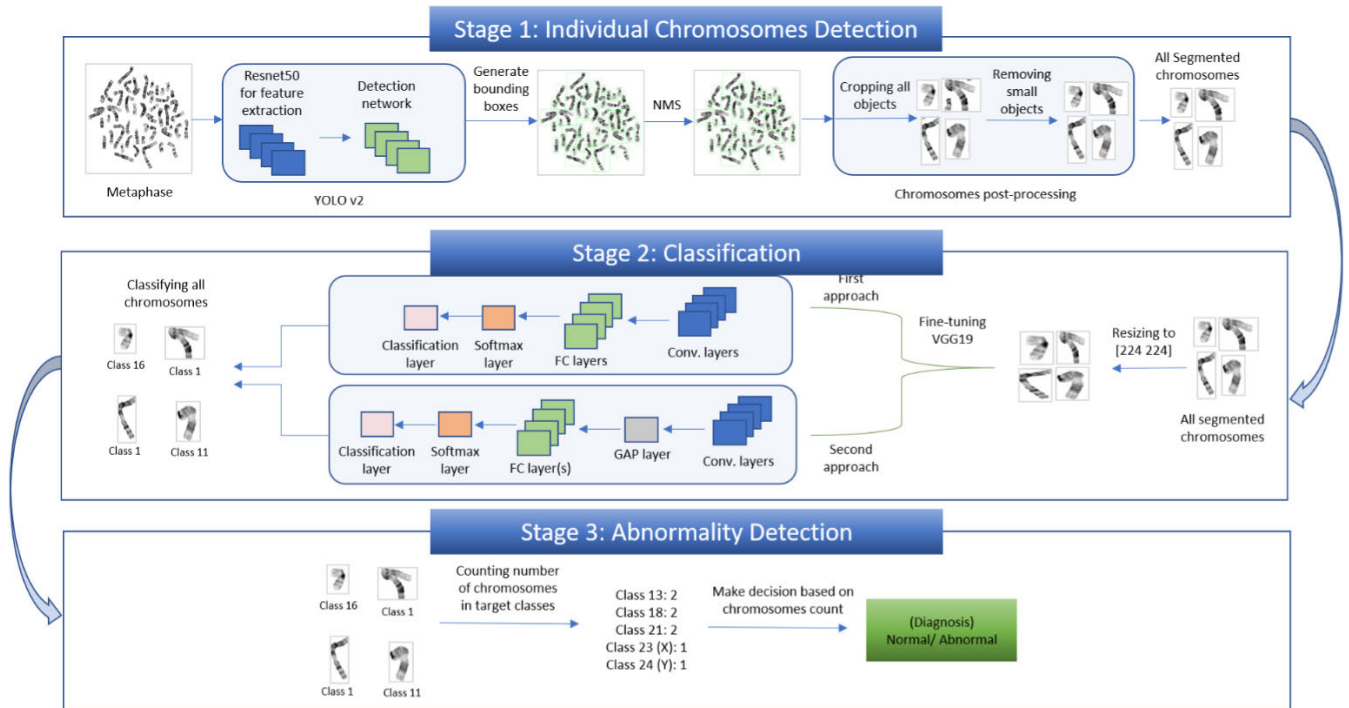 Stage 1: Individual Chromosomes Detection
Metaphase
Resnet50
for feature
extraction
Detection
network
YOLO v2
Generate
bounding
boxes
NMS
Cropping all
objects
Removing
small
objects
Chromosomes post-processing
All Segmented
chromosomes
Stage 2: Classification
Classifying all
chromosomes
Class 16
Class 1
Class 1
Class 11
Classification
layer
Softmax
layer
FC layers
Conv. layers
First
approach
Classification
layer
Softmax
layer
FC layer(s)
GAP layer
Conv. layers
Second
approach
Fine-tuning
VGG19
Resizing to
[224 224]
All segmented
chromosomes
Stage 3: Abnormality Detection
Class 16
Class 1
Class 1
Class 11
Counting number
of chromosomes
in target classes
Class 13: 2
Class 18: 2
Class 21: 2
Class 23 (X): 1
Class 24 (Y): 1
Make decision based on
chromosomes count
(Diagnosis)
Normal/ Abnormal